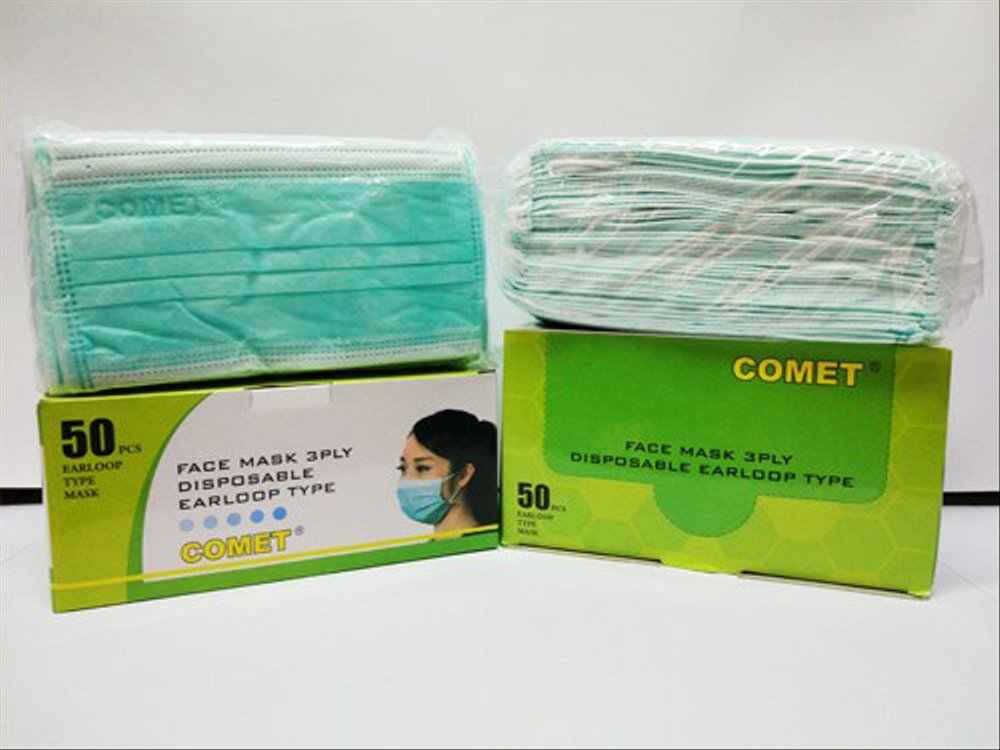 COMET®
50 PCS
EARLOOP
TYPE
MASK
FACE MASK 3PLY
DISPOSABLE
EARLOOP TYPE
COMET®
COMET®
FACE MASK 3PLY
DISPOSABLE EARLOOP TYPE
50 PCS
EARLOOP
TYPE
MASK